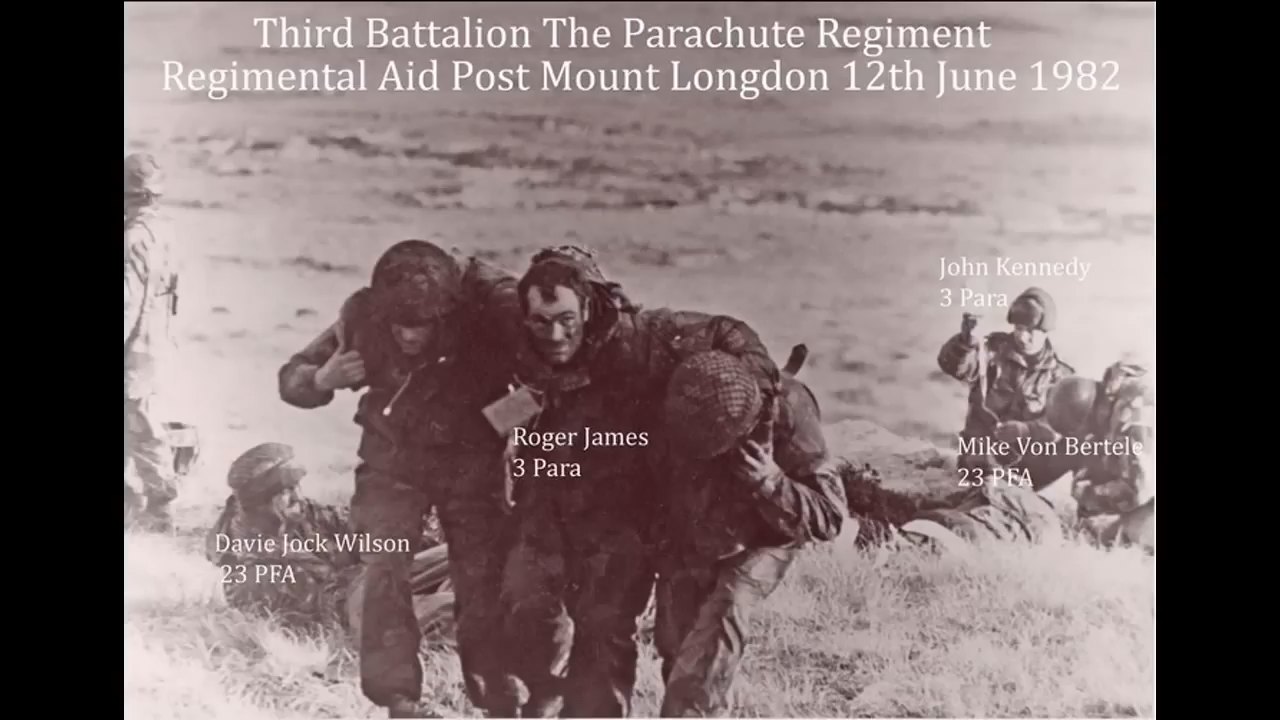 Third Battalion The Parachute Regiment
Regimental Aid Post Mount Longdon 12th June 1982
John Kennedy
3 Para
Roger James
3 Para
Mike Von Bertele
23 PFA
Davie Jock Wilson
23 PFA